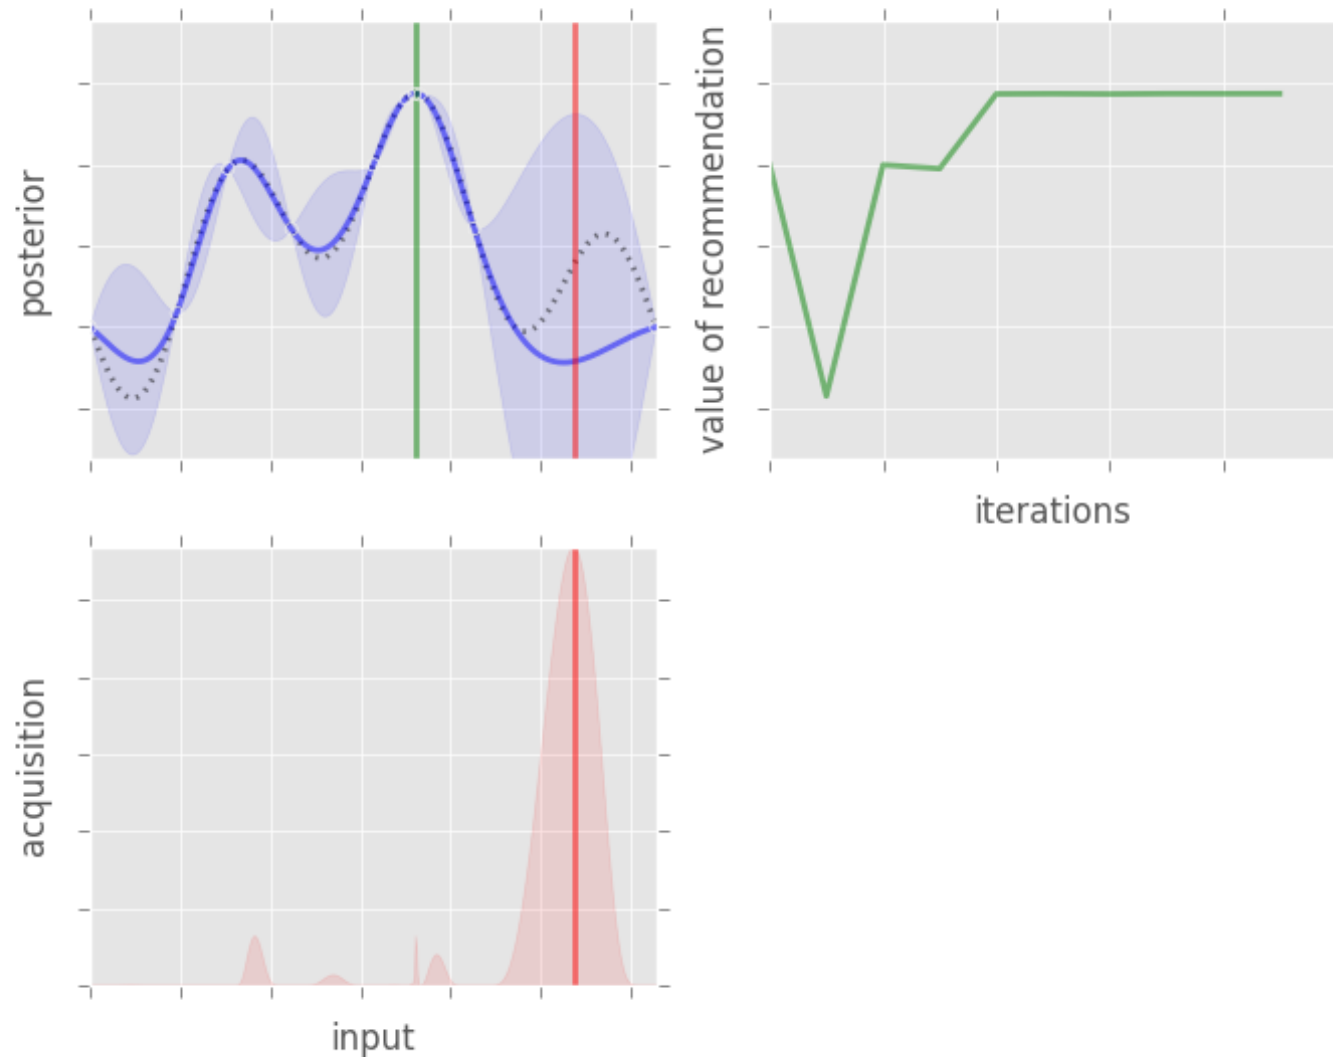 posterior
value of recommendation
iterations
acquisition
input